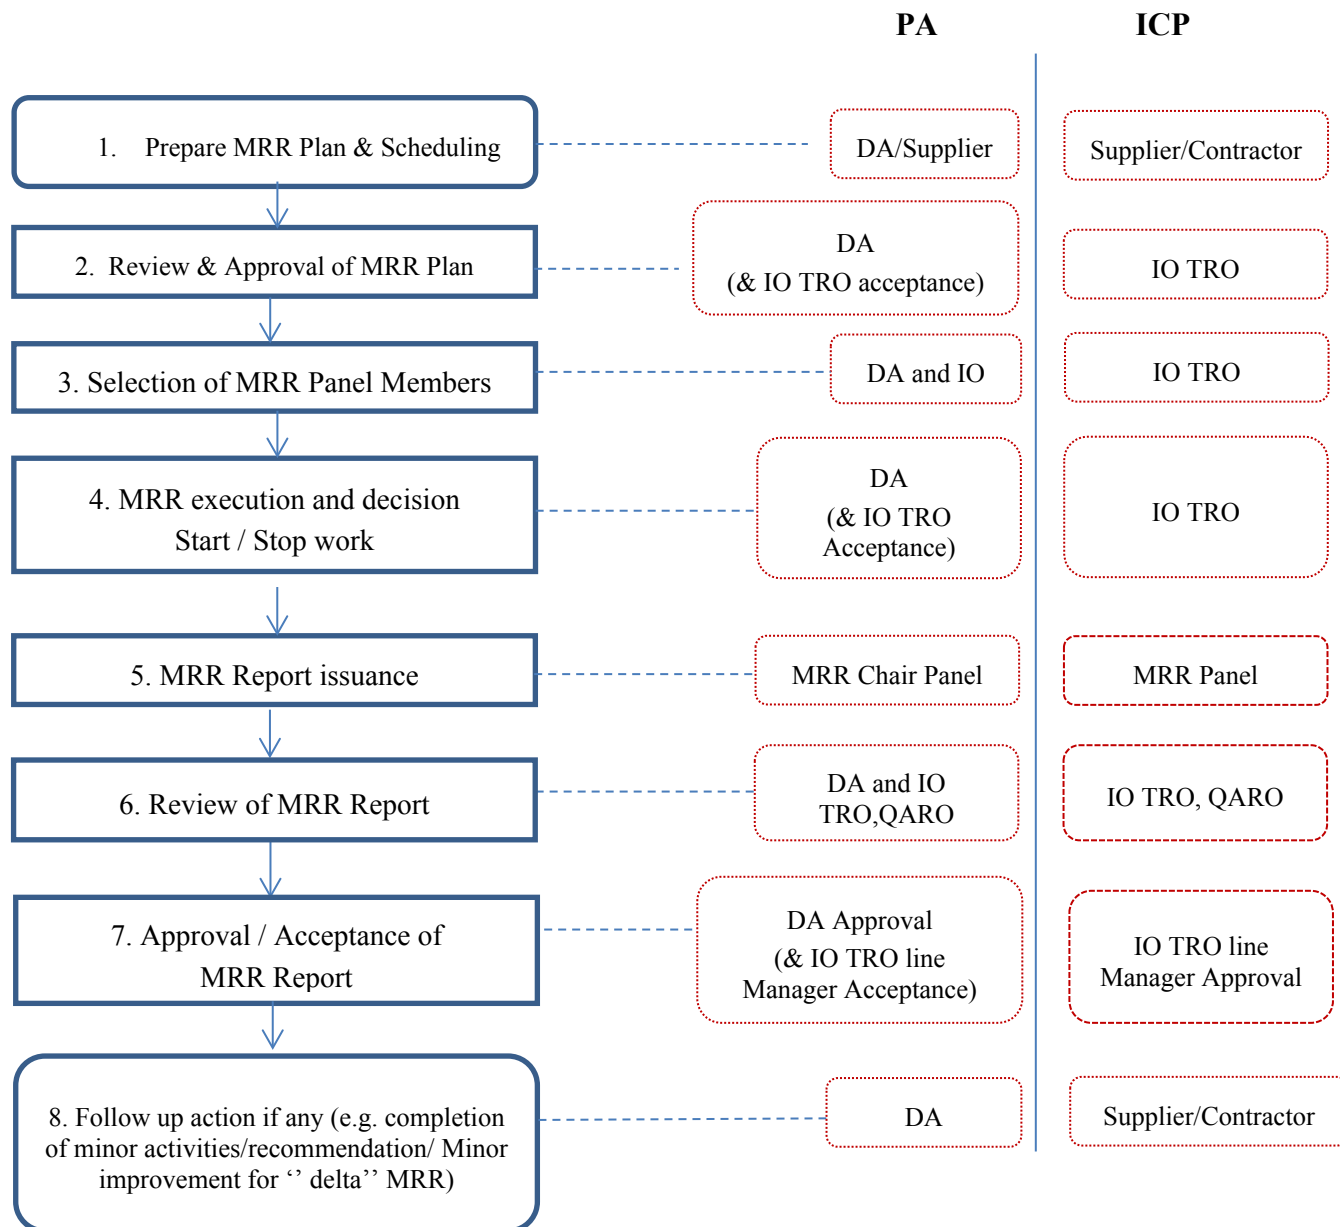 PA
ICP
1. Prepare MRR Plan & Scheduling
DA/Supplier
Supplier/Contractor
2. Review & Approval of MRR Plan
DA
(& IO TRO acceptance)
IO TRO
3. Selection of MRR Panel Members
DA and IO
IO TRO
4. MRR execution and decision
Start / Stop work
DA
(& IO TRO
Acceptance)
IO TRO
5. MRR Report issuance
MRR Chair Panel
MRR Panel
6. Review of MRR Report
DA and IO
TRO,QARO
IO TRO, QARO
7. Approval / Acceptance of
MRR Report
DA Approval
(& IO TRO line
Manager Acceptance)
IO TRO line
Manager Approval
8. Follow up action if any (e.g. completion
of minor activities/recommendation/ Minor
improvement for ‘’ delta’’ MRR)
DA
Supplier/Contractor